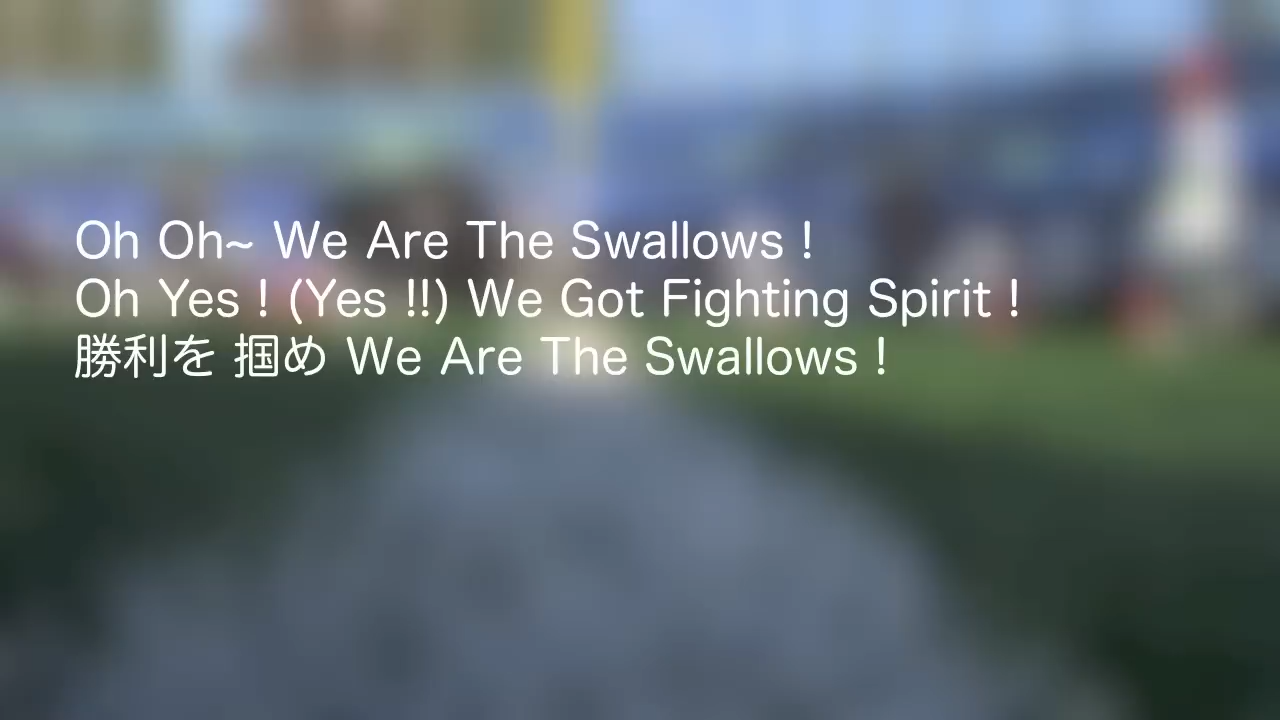 Oh Oh~ We Are The Swallows !
Oh Yes ! (Yes !!) We Got Fighting Spirit !
勝利を 掴め We Are The Swallows !